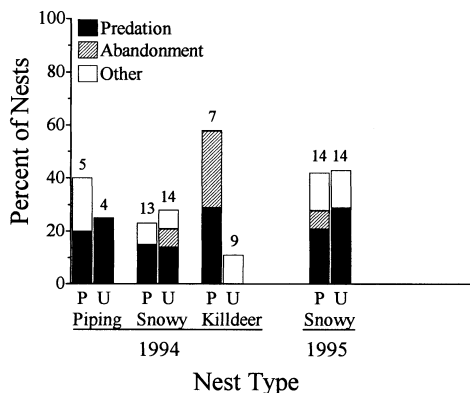 100
80
60
40
20
0
Percent of Nests
Predation
Abandonment
Other
5
4
13
14
7
9
14 14
P U P U P U P U
Piping Snowy Killdeer Snowy
1994 1995
Nest Type